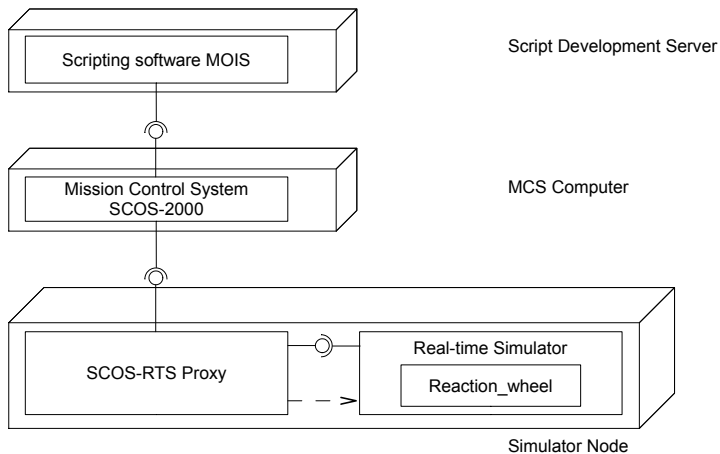 Scripting software MOIS
Script Development Server
Mission Control System
SCOS-2000
MCS Computer
SCOS-RTS Proxy
Real-time Simulator
Reaction_wheel
Simulator Node